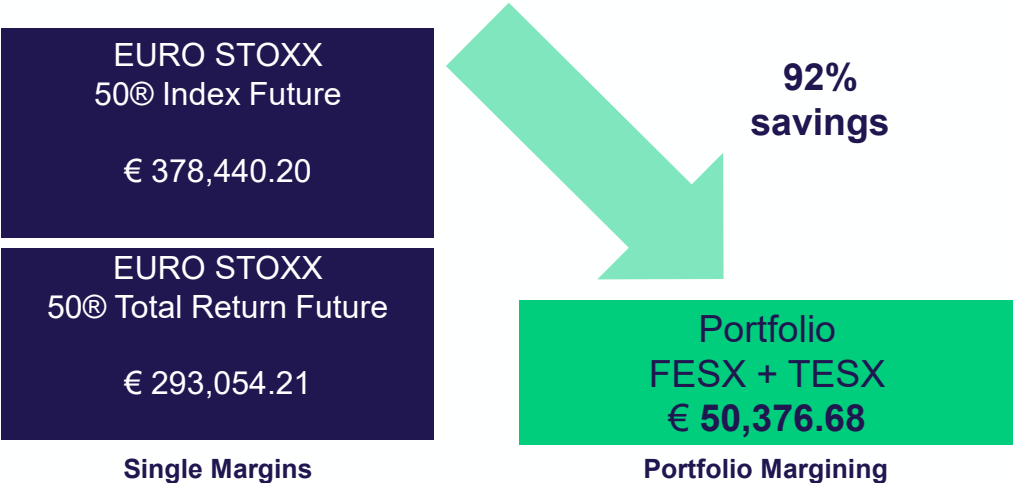 EURO STOXX
50® Index Future
€ 378,440.20
EURO STOXX
50® Total Return Future
€ 293,054.21
Single Margins
92%
savings
Portfolio
FESX + TESX
€ 50,376.68
Portfolio Margining